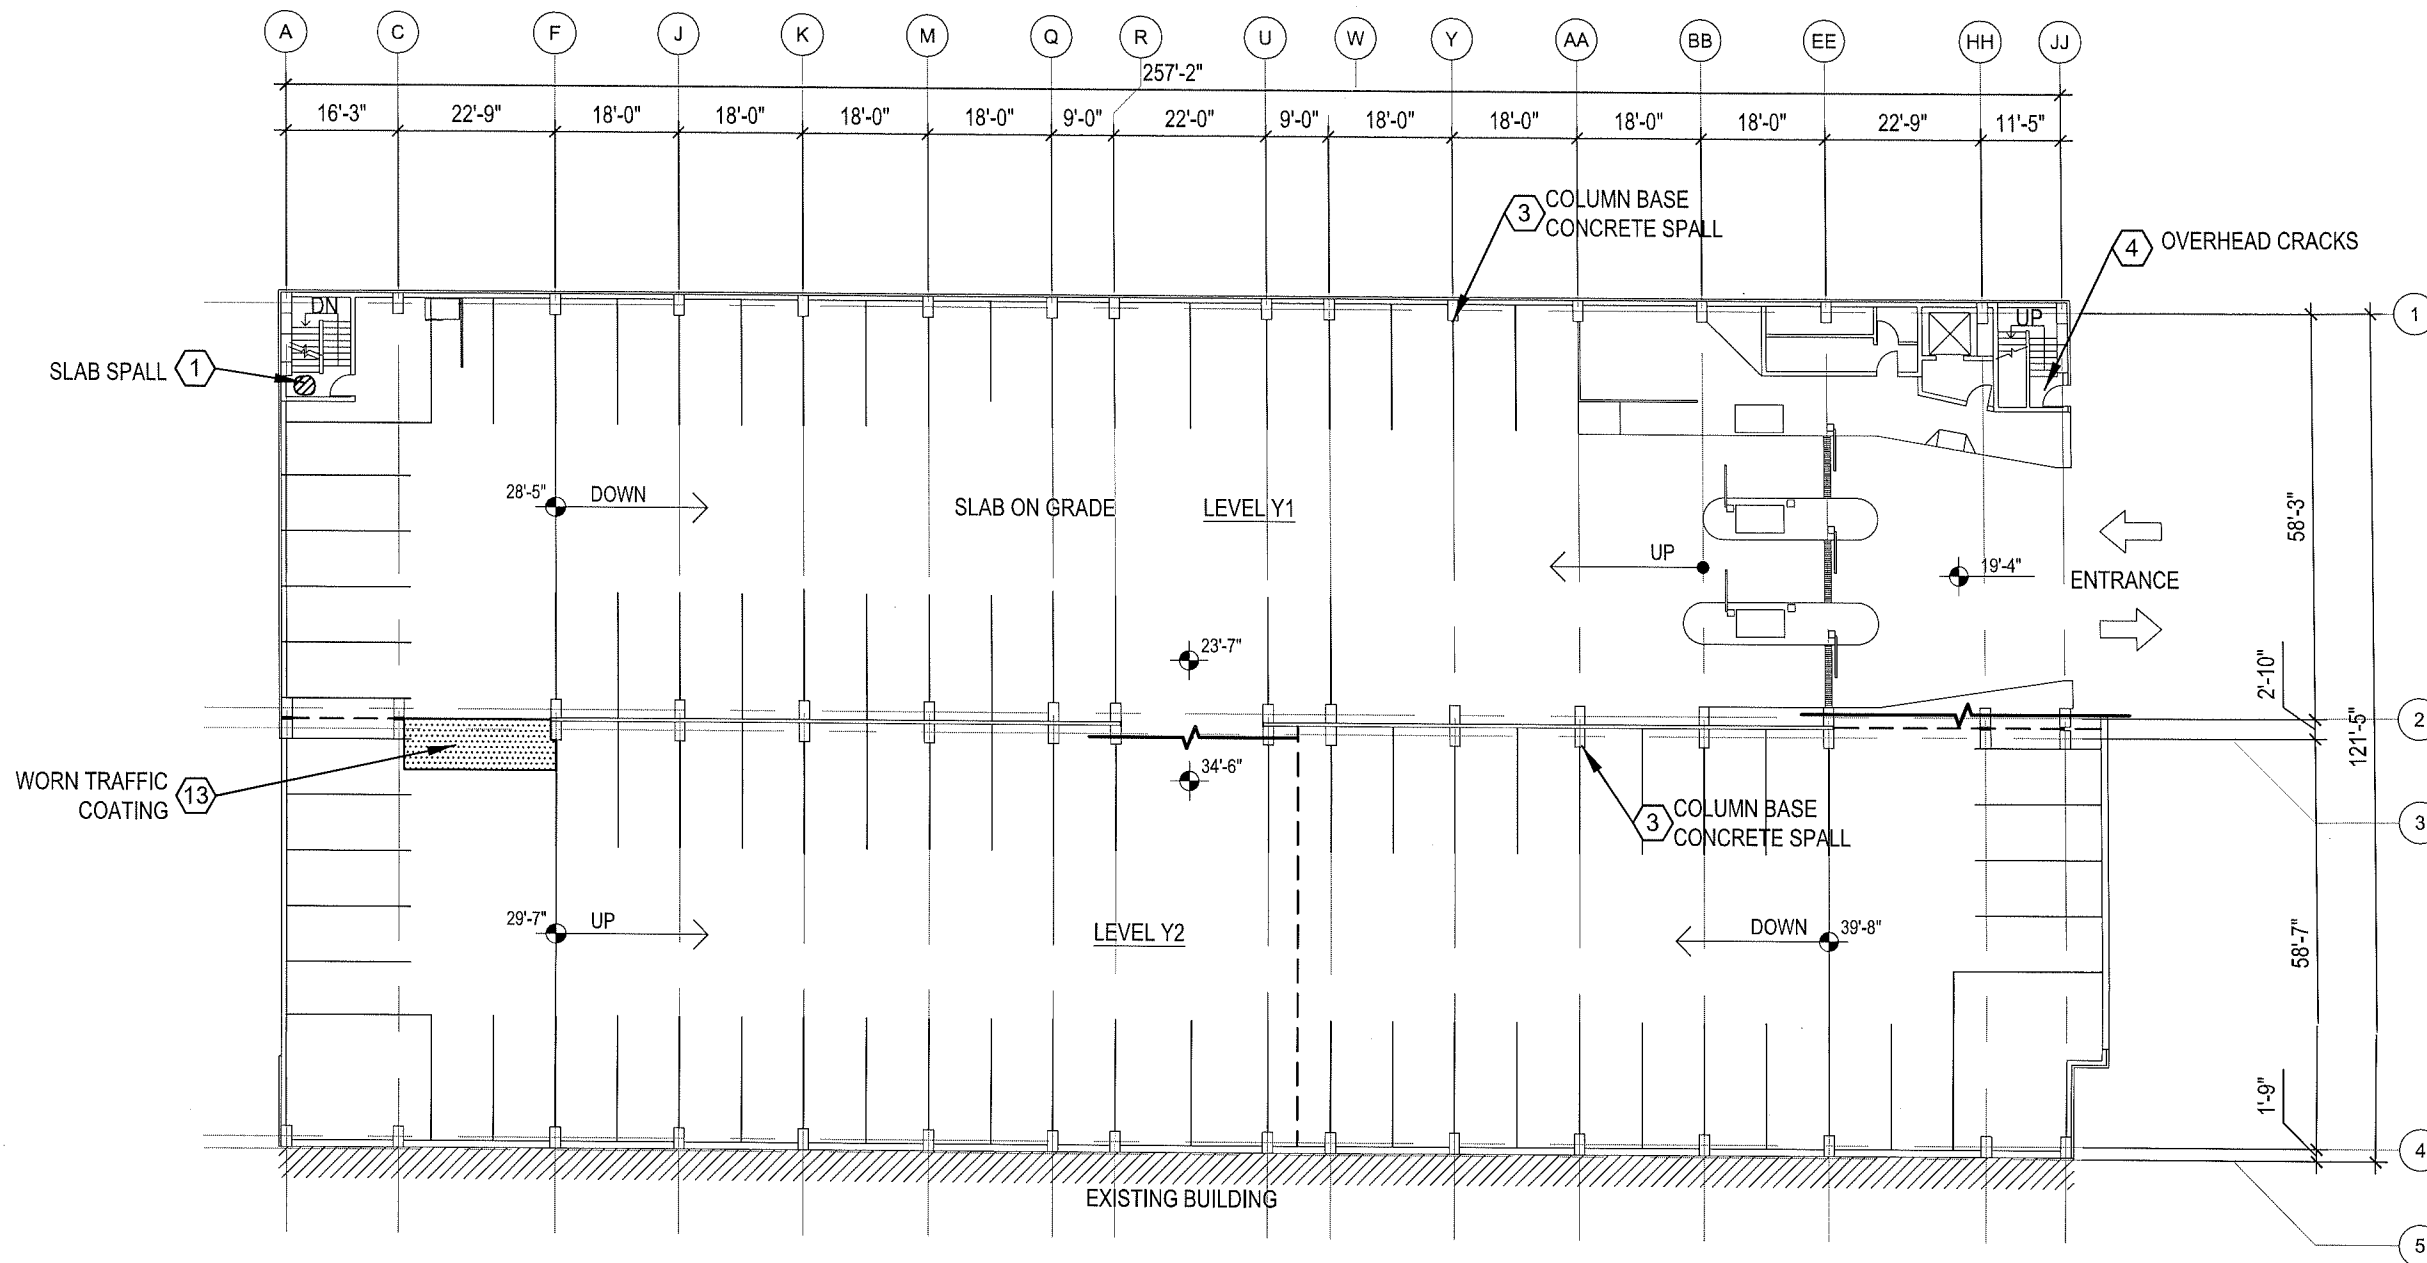 A C F J K M Q R U W Y AA BB EE HH JJ
257'-2"
16'-3" 22'-9" 18'-0" 18'-0" 18'-0" 18'-0" 9'-0" 22'-0" 9'-0" 18'-0" 18'-0" 18'-0" 18'-0" 22'-9" 11'-5"
3 COLUMN BASE
CONCRETE SPALL
4 OVERHEAD CRACKS
DN
UP
1
SLAB SPALL 1
28'-5" DOWN
SLAB ON GRADE
LEVEL Y1
58'-3"
UP
19'-4"
ENTRANCE
23'-7"
2'-10"
2
121'-5"
34'-6"
WORN TRAFFIC
COATING 13
3 COLUMN BASE
CONCRETE SPALL
3
29'-7" UP
LEVEL Y2
DOWN 39'-8"
58'-7"
1'-9"
4
EXISTING BUILDING
5